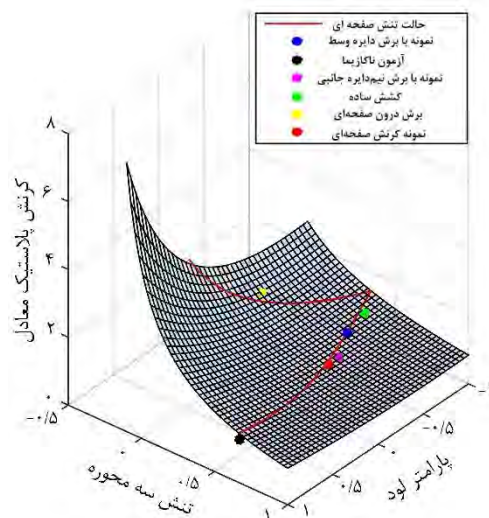 حالت تنش صفحه ای
نمونه با برش دایره وسط
آزمون ناکازیما
نمونه با برش نیم‌دایره جانبی
کشش ساده
برش درون صفحه‌ای
نمونه کرنش صفحه‌ای
کرنش پلاستیک معادل
۸
۶
۴
۲
۰
-۰/۵
۰
۰/۵
۱
تنش سه محوره
۱
۰/۵
۰
-۰/۵
پارامتر لود